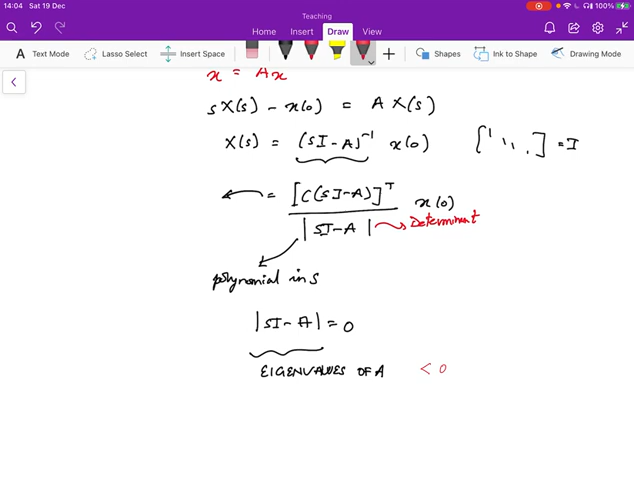 14:04 Sat 19 Dec
100%
Teaching
Home Insert Draw View
A Text Mode Lasso Select Insert Space Shapes Ink to Shape Drawing Mode
x = Ax
sX(s) - x(0) = A X(s)
X(s) = (sI-A)⁻¹ x(0) [1 ⋱ ] = I
= [C(sI-A)]ᵀ x(0)
|sI-A| Determinent
polynomial in s
|sI-A| = 0
EIGENVALUES OF A < 0